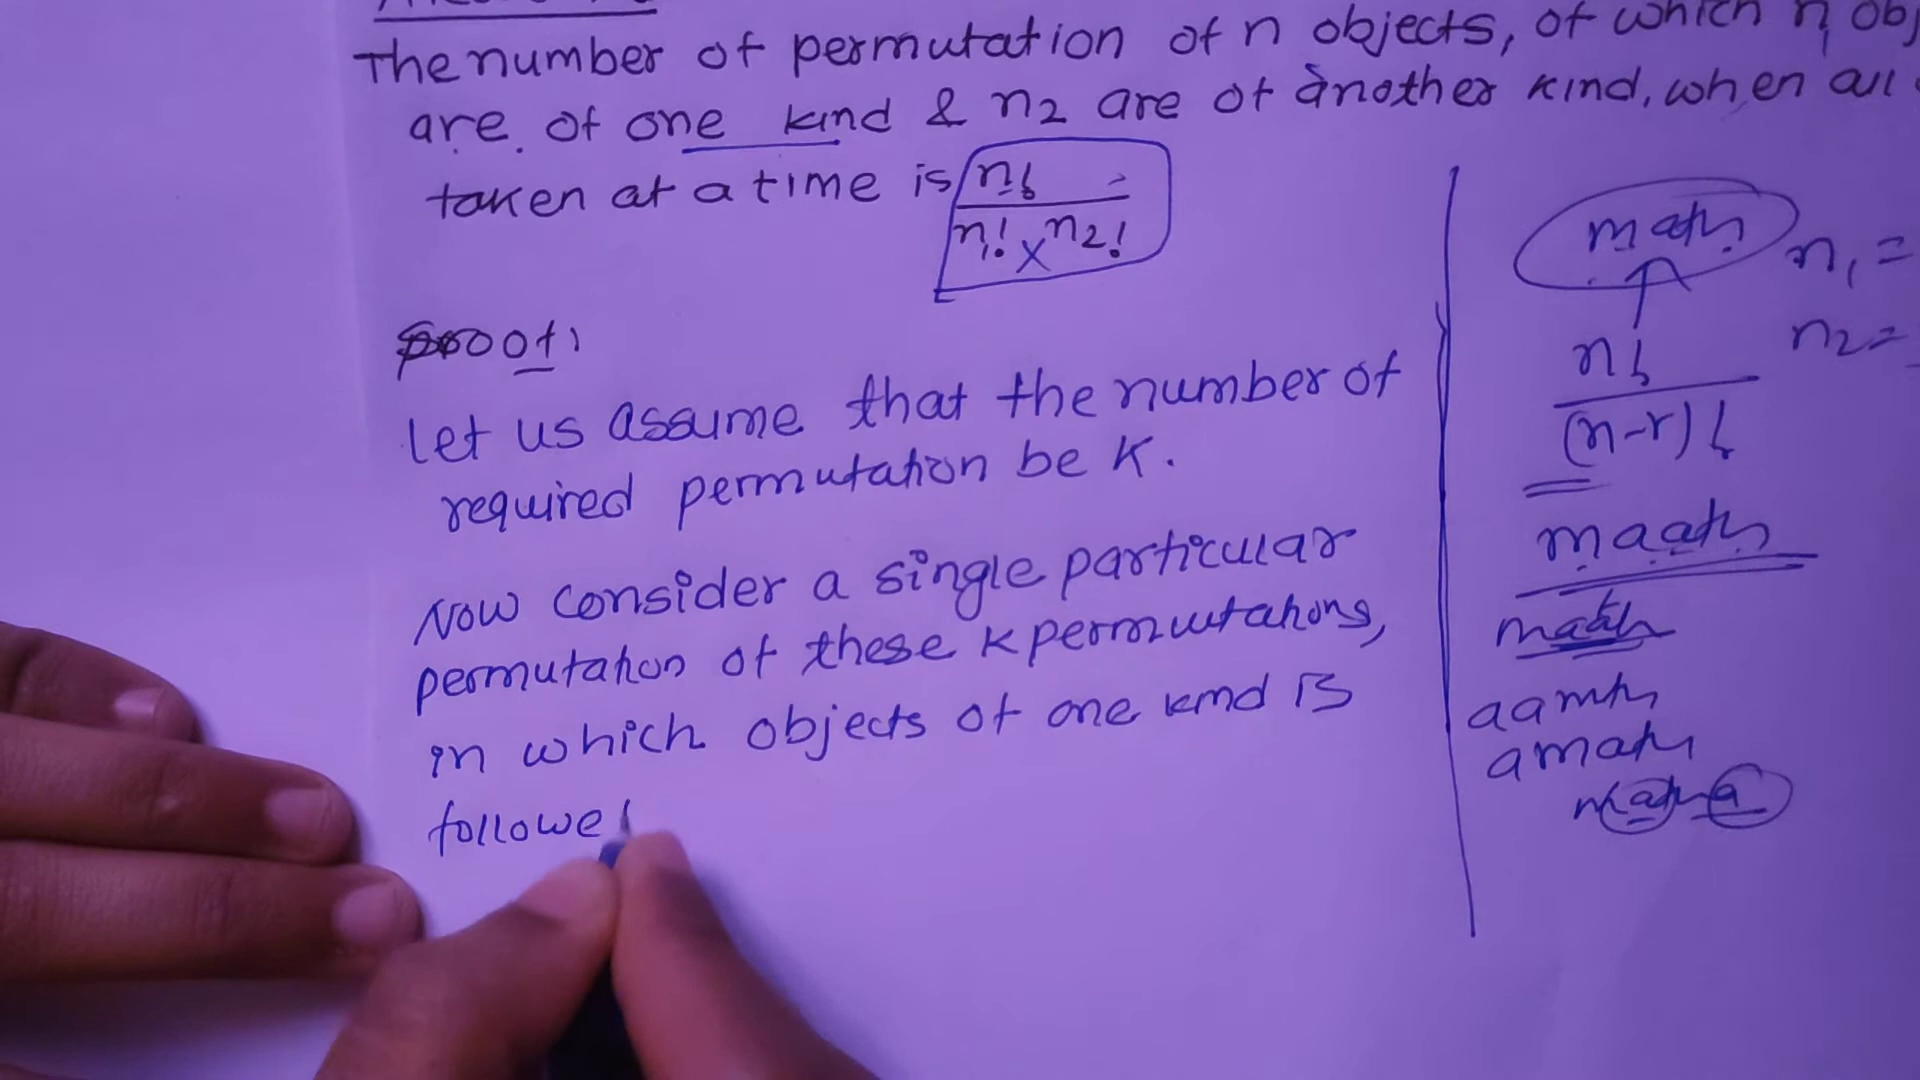 The number of permutation of n objects, of which n1 obj
are of one kind & n2 are of another kind, when all
taken at a time is n!
n1! x n2!
proof:
Let us assume that the number of
required permutation be K.
Now consider a single particular
permutation of these K permutations,
in which objects of one kind is
followe
math n1 =
n2 =
n!
(n-r)!
maath
maath
aamth
amath
matha